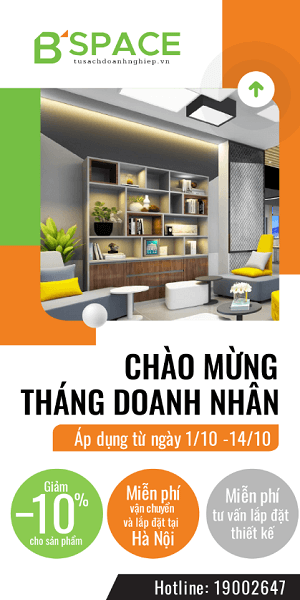 B'SPACE
tusachdoanhnghiep.vn
CHÀO MỪNG
THÁNG DOANH NHÂN
Áp dụng từ ngày 1/10 -14/10
Giảm
-10%
cho sản phẩm
Miễn phí
vận chuyển
và lắp đặt tại
Hà Nội
Miễn phí
tư vấn lắp đặt
thiết kế
Hotline: 19002647